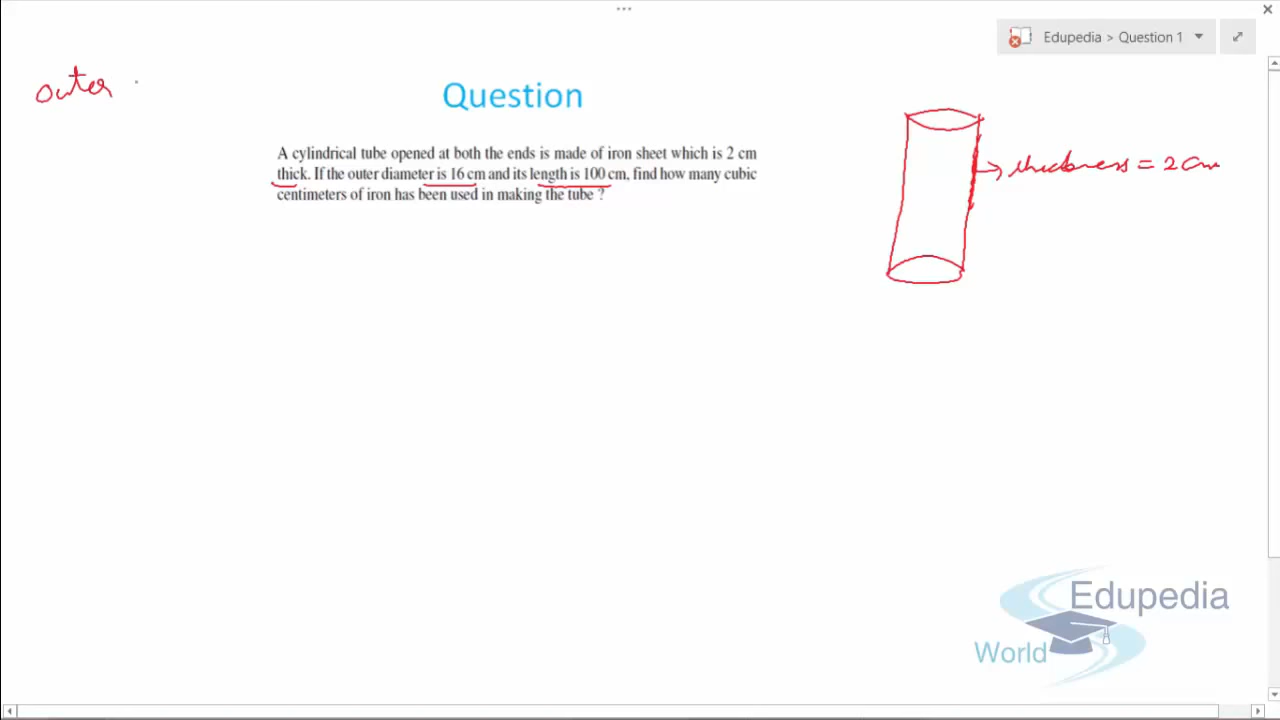 Edupedia > Question 1
outer
Question
A cylindrical tube opened at both the ends is made of iron sheet which is 2 cm
thick. If the outer diameter is 16 cm and its length is 100 cm, find how many cubic
centimeters of iron has been used in making the tube ?
thickness = 2 cm
Edupedia
World